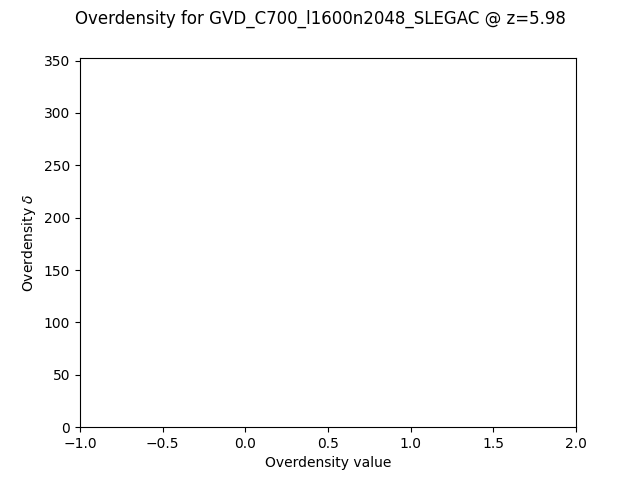 Overdensity for GVD_C700_l1600n2048_SLEGAC @ z=5.98
350
300
250
200
150
100
50
0
Overdensity δ
−1.0 −0.5 0.0 0.5 1.0 1.5 2.0
Overdensity value